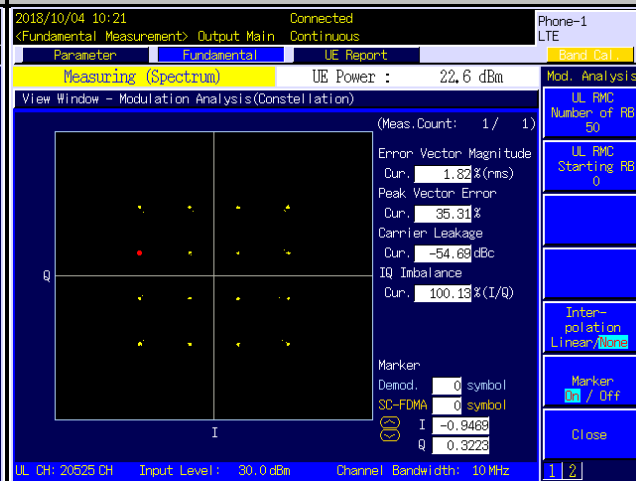 2018/10/04 10:21 Connected
<Fundamental Measurement> Output Main Continuous
Phone-1
LTE
Parameter Fundamental UE Report Band Cal.
Measuring (Spectrum) UE Power : 22.6 dBm
Mod. Analysis
View Window - Modulation Analysis(Constellation)
UL RMC
Number of RB
50
(Meas.Count: 1/ 1)
Error Vector Magnitude
Cur. 1.82 %(rms)
UL RMC
Starting RB
0
Peak Vector Error
Cur. 35.31 %
Carrier Leakage
Cur. -54.69 dBc
IQ Imbalance
Cur. 100.13 %(I/Q)
Q
Inter-
polation
Linear/None
Marker
Demod. 0 symbol
SC-FDMA 0 symbol
I -0.9469
Q 0.3223
Marker
On / Off
I
Close
UL CH: 20525 CH Input Level: 30.0 dBm Channel Bandwidth: 10 MHz
1 2